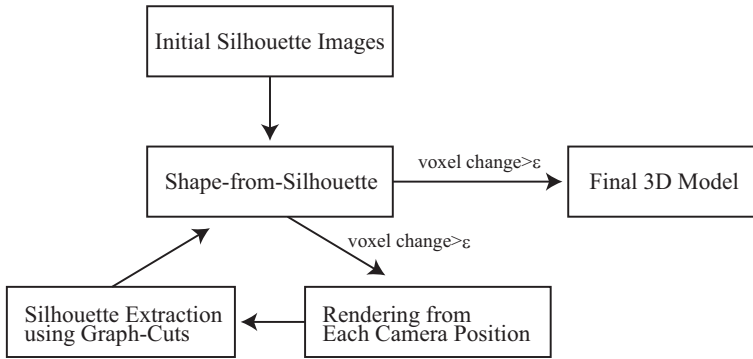 Initial Silhouette Images
Shape-from-Silhouette
voxel change>ε
Final 3D Model
voxel change>ε
Silhouette Extraction
using Graph-Cuts
Rendering from
Each Camera Position